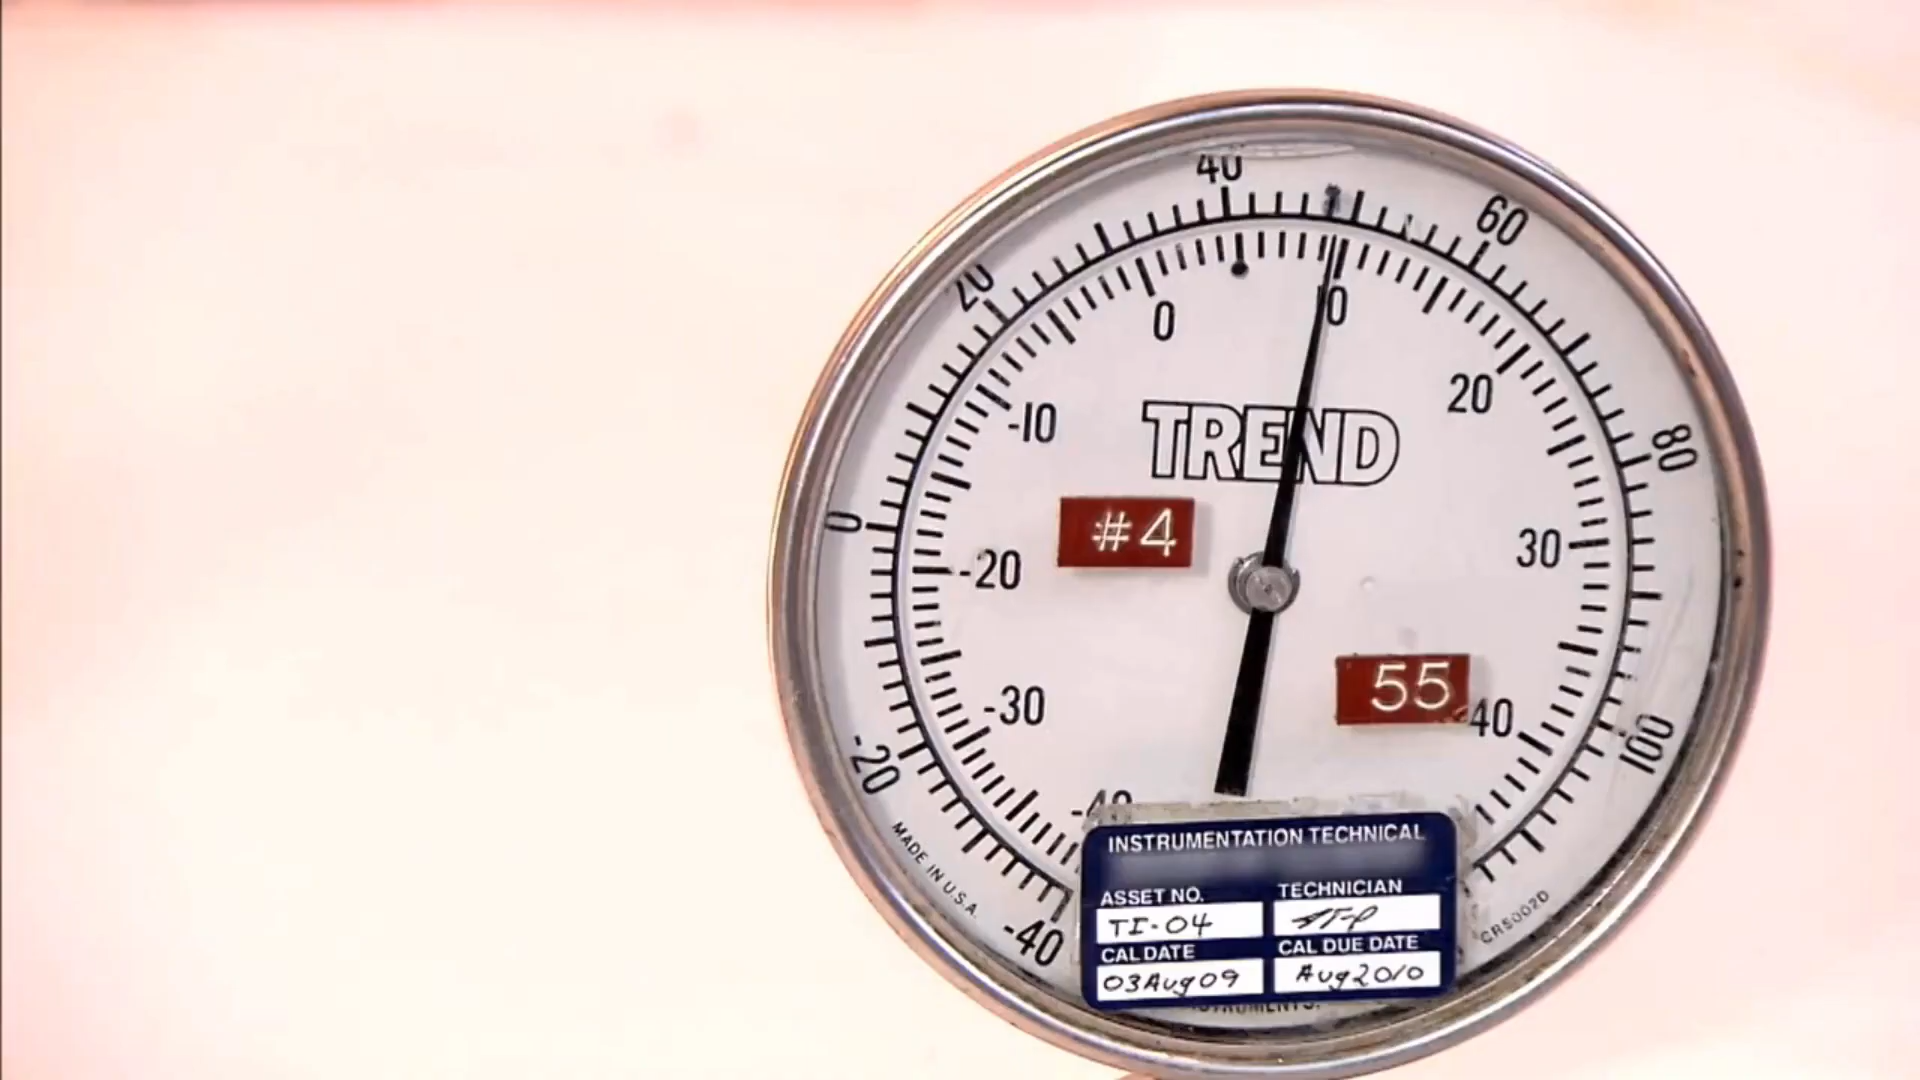 40
60
20
0
10
-10
20
TREND
80
#4
0
-20
30
55
-30
40
-20
100
-40
INSTRUMENTATION TECHNICAL
MADE IN U.S.A.
ASSET NO. TECHNICIAN
TI-04
CAL DATE CAL DUE DATE
03Aug09 Aug2010
-40
CR5002D